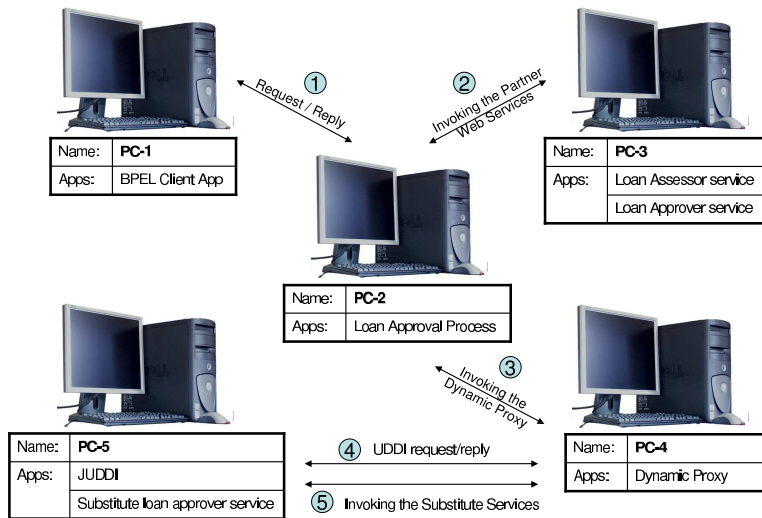 1
Request / Reply
2
Invoking the Partner
Web Services
Name: PC-1
Apps: BPEL Client App
Name: PC-3
Apps: Loan Assessor service
Loan Approver service
Name: PC-2
Apps: Loan Approval Process
3
Invoking the
Dynamic Proxy
Name: PC-5
Apps: JUDDI
Substitute loan approver service
4 UDDI request/reply
5 Invoking the Substitute Services
Name: PC-4
Apps: Dynamic Proxy